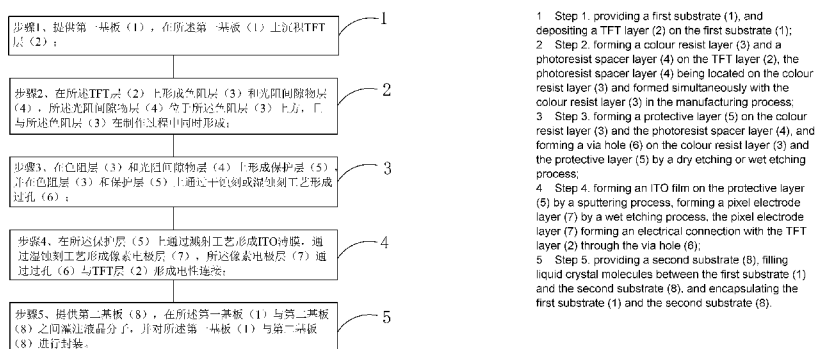 步骤1、提供第一基板（1），在所述第一基板（1）上沉积TFT
层（2）；
1
步骤2、在所述TFT层（2）上形成色阻层（3）和光阻间隙物层
（4），所述光阻间隙物层（4）位于所述色阻层（3）上方，且
与所述色阻层（3）在制作过程中同时形成；
2
步骤3、在色阻层（3）和光阻间隙物层（4）上形成保护层（5），
并在色阻层（3）和保护层（5）上通过干蚀刻或湿蚀刻工艺形成
过孔（6）；
3
步骤4、在所述保护层（5）上通过溅射工艺形成ITO薄膜，通
过湿蚀刻工艺形成像素电极层（7），所述像素电极层（7）通
过过孔（6）与TFT层（2）形成电性连接；
4
步骤5、提供第二基板（8），在所述第一基板（1）与第二基板
（8）之间灌注液晶分子，并对所述第一基板（1）与第二基板
（8）进行封装。
5
1 Step 1. providing a first substrate (1), and
depositing a TFT layer (2) on the first substrate (1);
2 Step 2. forming a colour resist layer (3) and a
photoresist spacer layer (4) on the TFT layer (2), the
photoresist spacer layer (4) being located on the colour
resist layer (3) and formed simultaneously with the
colour resist layer (3) in the manufacturing process;
3 Step 3. forming a protective layer (5) on the colour
resist layer (3) and the photoresist spacer layer (4), and
forming a via hole (6) on the colour resist layer (3) and
the protective layer (5) by a dry etching or wet etching
process;
4 Step 4. forming an ITO film on the protective layer
(5) by a sputtering process, forming a pixel electrode
layer (7) by a wet etching process, the pixel electrode
layer (7) forming an electrical connection with the TFT
layer (2) through the via hole (6);
5 Step 5. providing a second substrate (8), filling
liquid crystal molecules between the first substrate (1)
and the second substrate (8), and encapsulating the
first substrate (1) and the second substrate (8).